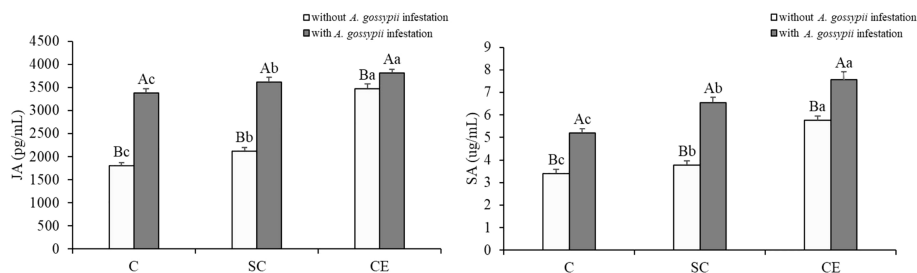 without A. gossypii infestation
with A. gossypii infestation
4500
4000
3500
3000
2500
2000
1500
1000
500
0
JA (pg/mL)
Bc
Ac
Bb
Ab
Ba
Aa
C
SC
CE
without A. gossypii infestation
with A. gossypii infestation
9
8
7
6
5
4
3
2
1
0
SA (ug/mL)
Bc
Ac
Bb
Ab
Ba
Aa
C
SC
CE